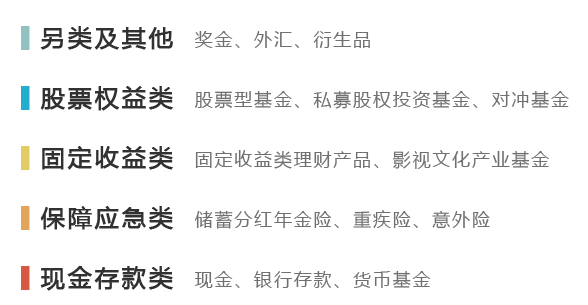 另类及其他 奖金、外汇、衍生品
股票权益类 股票型基金、私募股权投资基金、对冲基金
固定收益类 固定收益类理财产品、影视文化产业基金
保障应急类 储蓄分红年金险、重疾险、意外险
现金存款类 现金、银行存款、货币基金